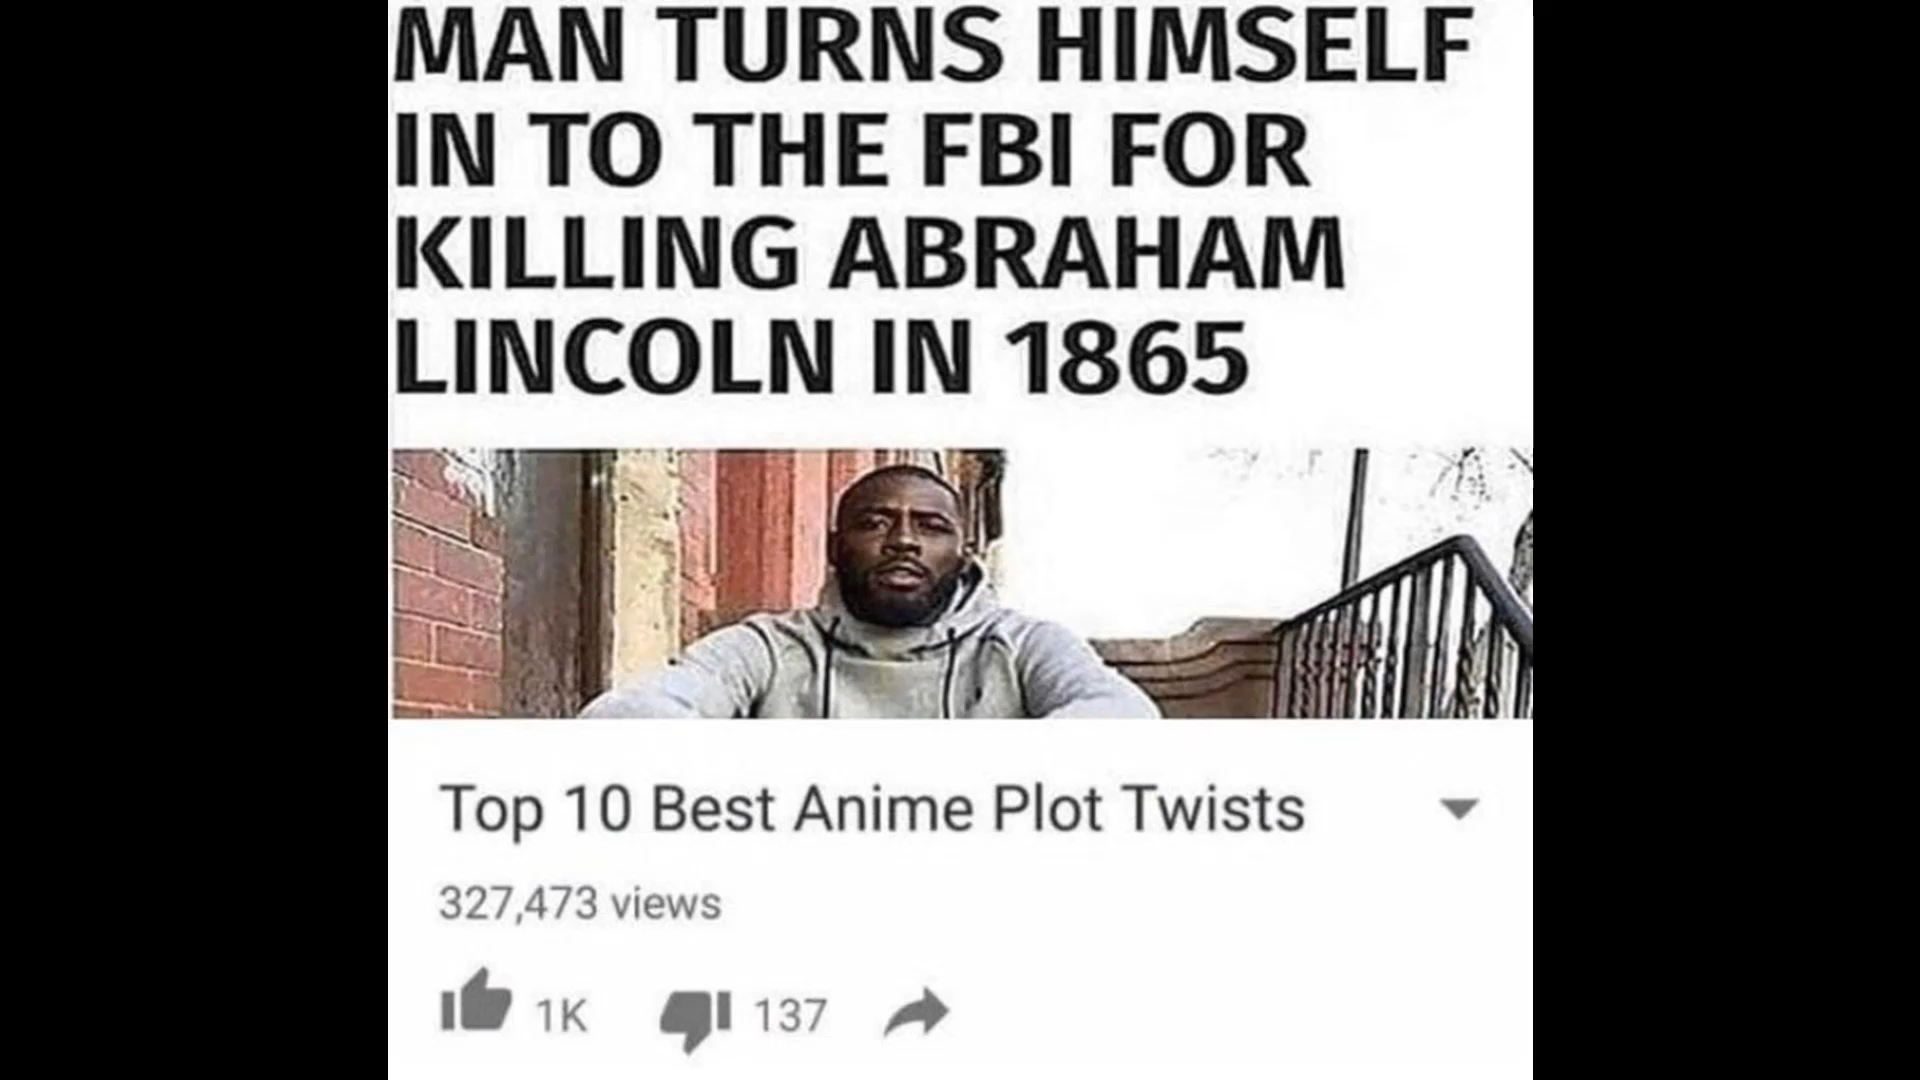 MAN TURNS HIMSELF
IN TO THE FBI FOR
KILLING ABRAHAM
LINCOLN IN 1865
Top 10 Best Anime Plot Twists
327,473 views
1K 137